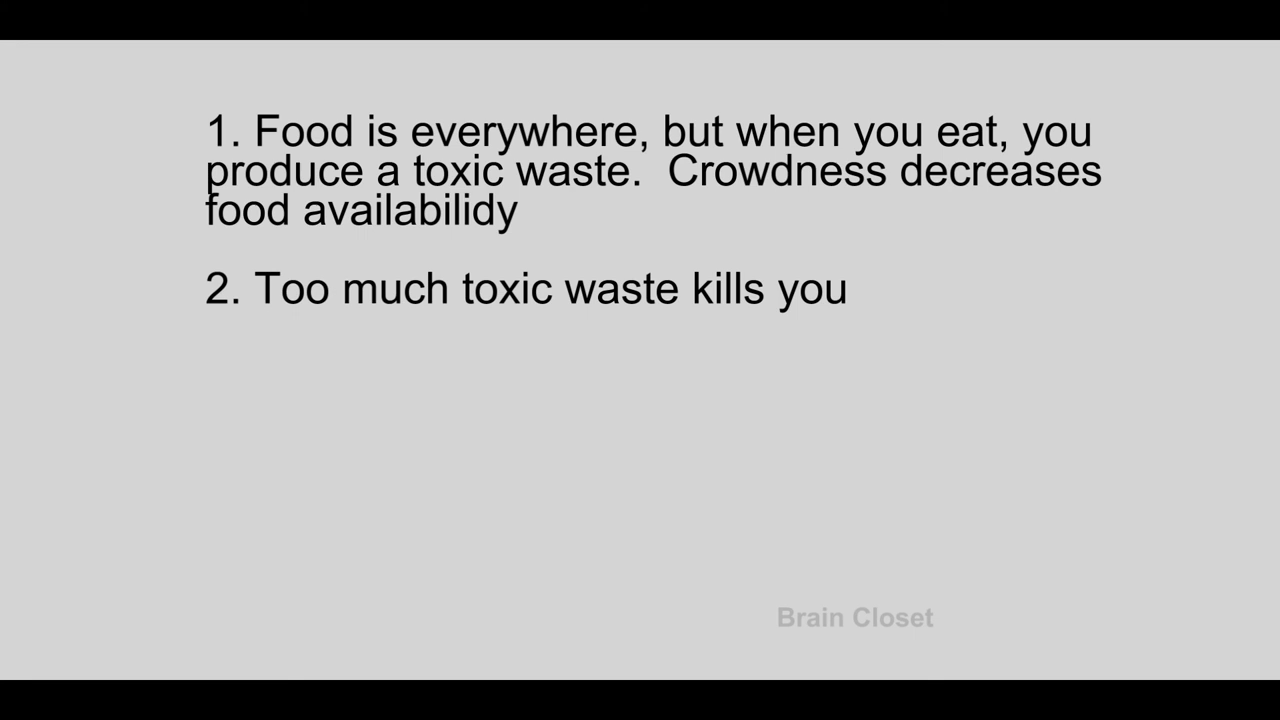 1. Food is everywhere, but when you eat, you
produce a toxic waste.  Crowdness decreases
food availabilidy
2. Too much toxic waste kills you
Brain Closet